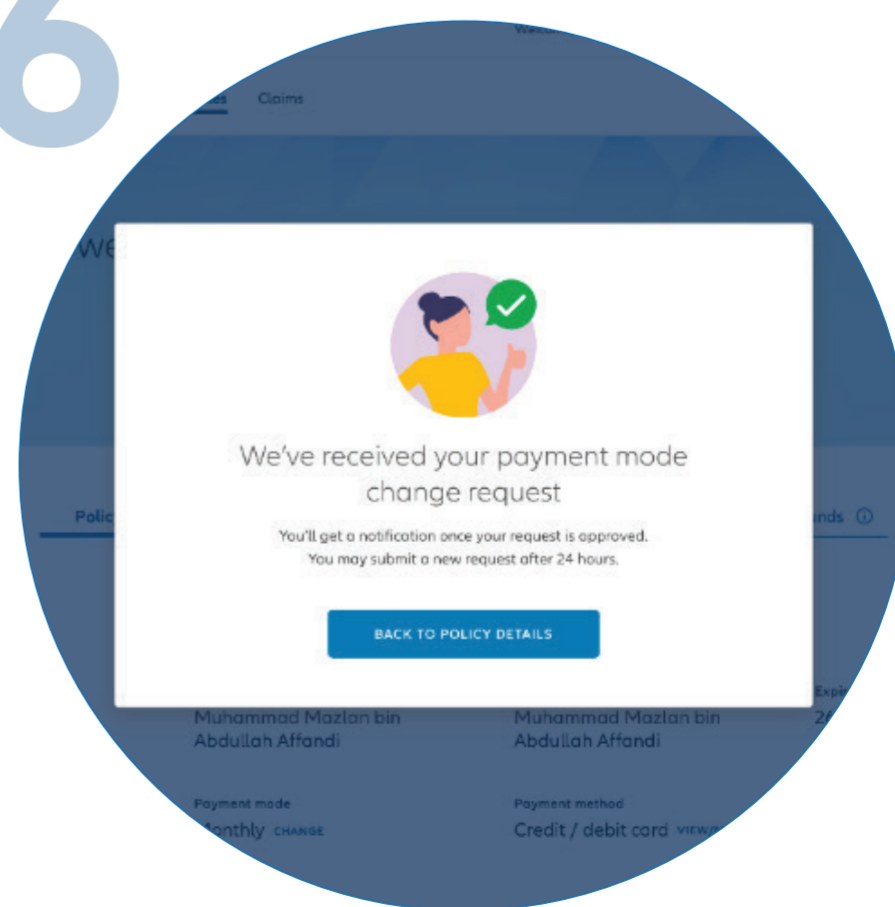 6
Claims
We've received your payment mode
change request
You'll get a notification once your request is approved.
You may submit a new request after 24 hours.
BACK TO POLICY DETAILS
Muhammad Mazlan bin
Abdullah Affandi
Muhammad Mazlan bin
Abdullah Affandi
Payment mode
Payment method
Monthly CHANGE
Credit / debit card VIEW